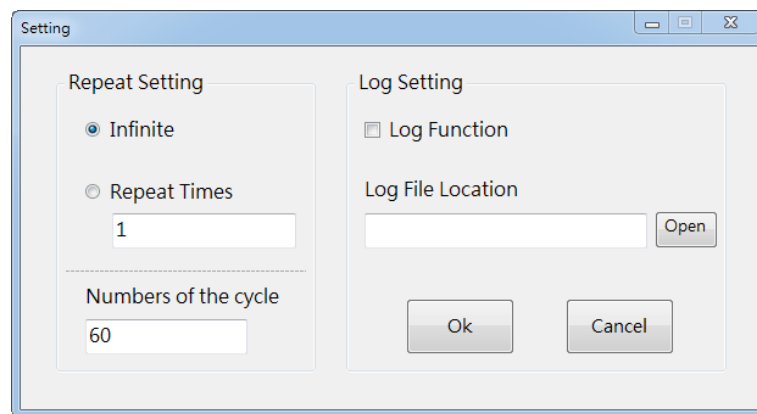 Setting
Repeat Setting
Infinite
Repeat Times
1
Numbers of the cycle
60
Log Setting
Log Function
Log File Location
Open
Ok
Cancel